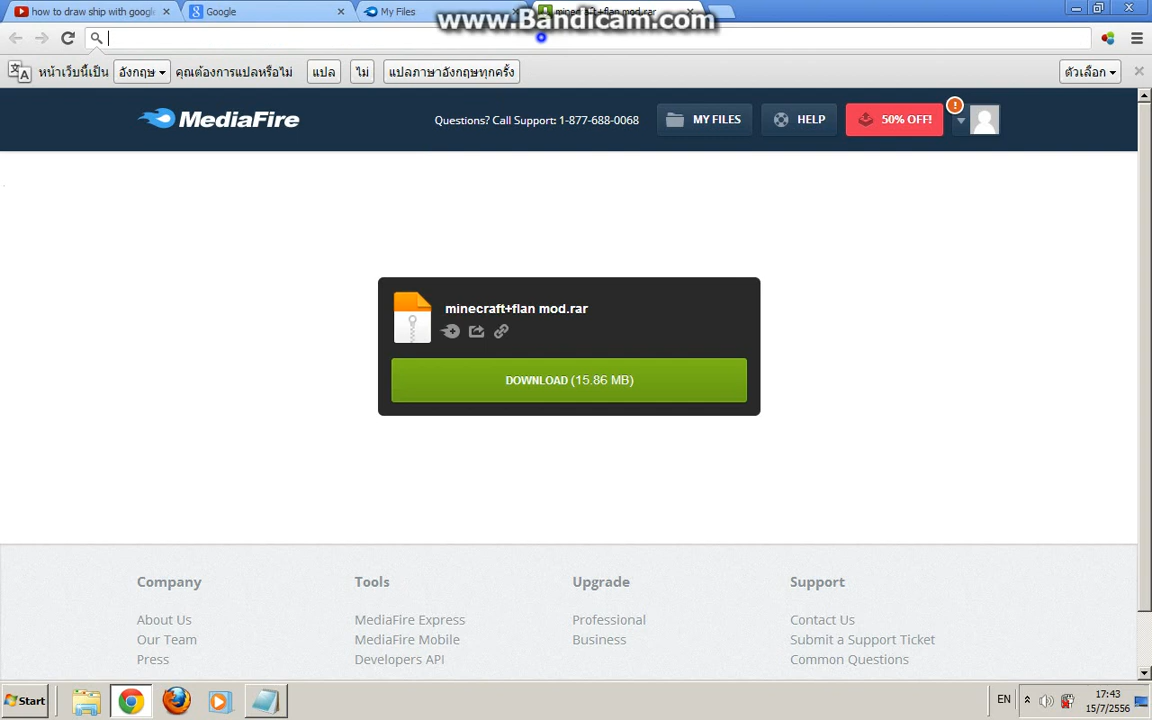 how to draw ship with google
Google
My Files
minecraft+flan mod.rar
www.Bandicam.com
หน้าเว็บนี้เป็น อังกฤษ คุณต้องการแปลหรือไม่ แปล ไม่ แปลภาษาอังกฤษทุกครั้ง ตัวเลือก
MediaFire
Questions? Call Support: 1-877-688-0068
MY FILES
HELP
50% OFF!
!
minecraft+flan mod.rar
DOWNLOAD (15.86 MB)
Company Tools Upgrade Support
About Us MediaFire Express Professional Contact Us
Our Team MediaFire Mobile Business Submit a Support Ticket
Press Developers API Common Questions
Start
EN
17:43
15/7/2556